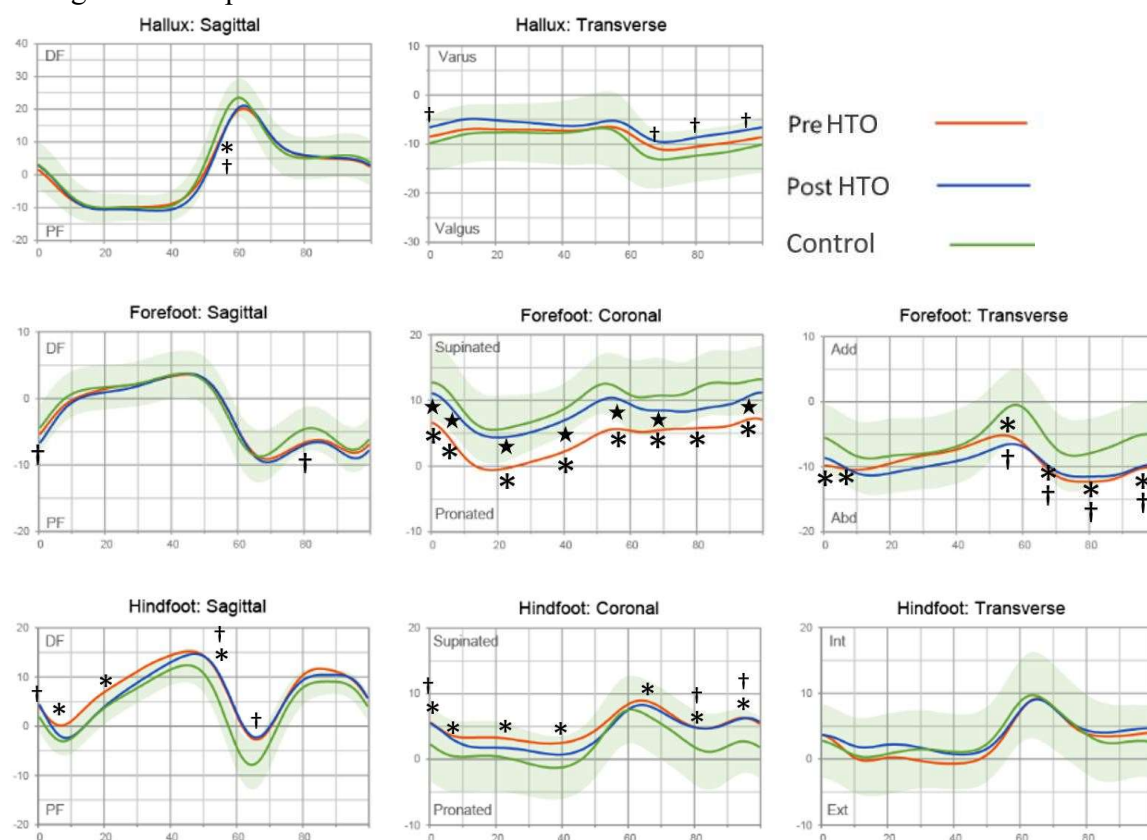 Hallux: Sagittal
DF
40
30
20
10
0
-10
-20
PF
* 
†
0 20 40 60 80
Hallux: Transverse
Varus
10
0
-10
-20
-30
Valgus
† † † †
0 20 40 60 80
Pre HTO
Post HTO
Control
Forefoot: Sagittal
DF
10
0
-10
-20
PF
† †
0 20 40 60 80
Forefoot: Coronal
Supinated
20
10
0
-10
Pronated
★ ★ ★ ★ ★ ★ ★
* * * * * * * *
0 20 40 60 80
Forefoot: Transverse
Add
10
0
-10
-20
Abd
* * * * * *
† † † †
0 20 40 60 80
Hindfoot: Sagittal
DF
20
10
0
-10
-20
PF
† † †
* * *
0 20 40 60 80
Hindfoot: Coronal
Supinated
20
10
0
-10
Pronated
† † †
* * * * * * *
0 20 40 60 80
Hindfoot: Transverse
Int
20
10
0
-10
Ext
0 20 40 60 80